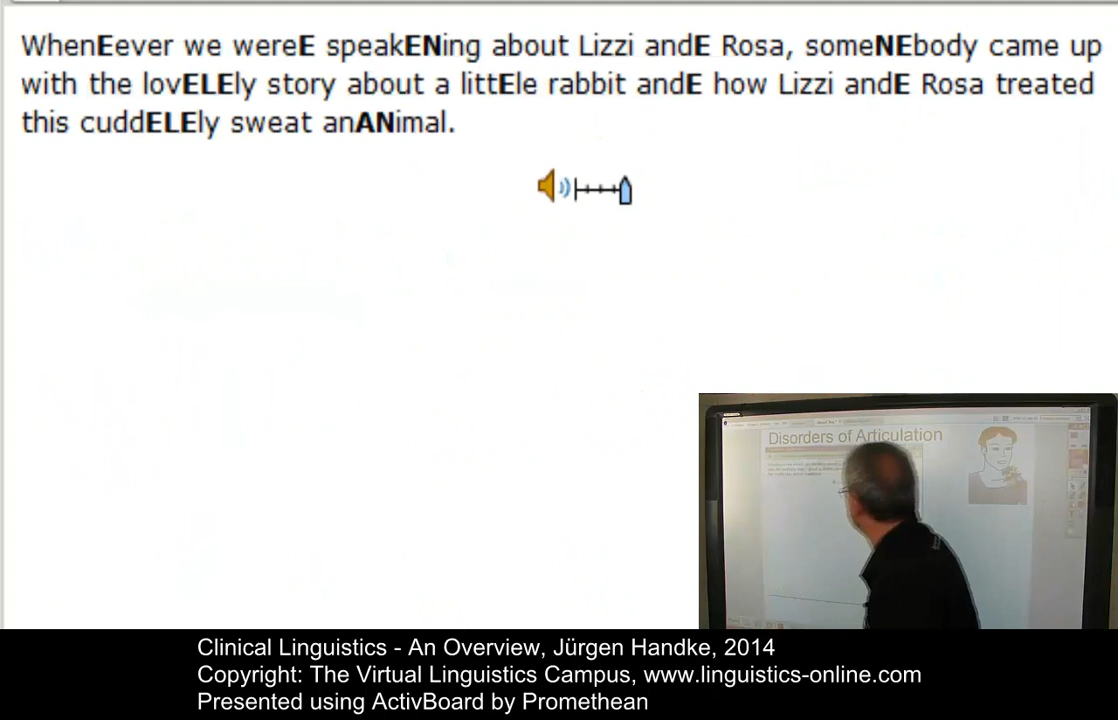 WhenEever we wereE speakENing about Lizzi andE Rosa, someNEbody came up
with the lovELEly story about a littEle rabbit andE how Lizzi andE Rosa treated
this cuddELEly sweat anANimal.
Disorders of Articulation
Clinical Linguistics - An Overview, Jürgen Handke, 2014
Copyright: The Virtual Linguistics Campus, www.linguistics-online.com
Presented using ActivBoard by Promethean